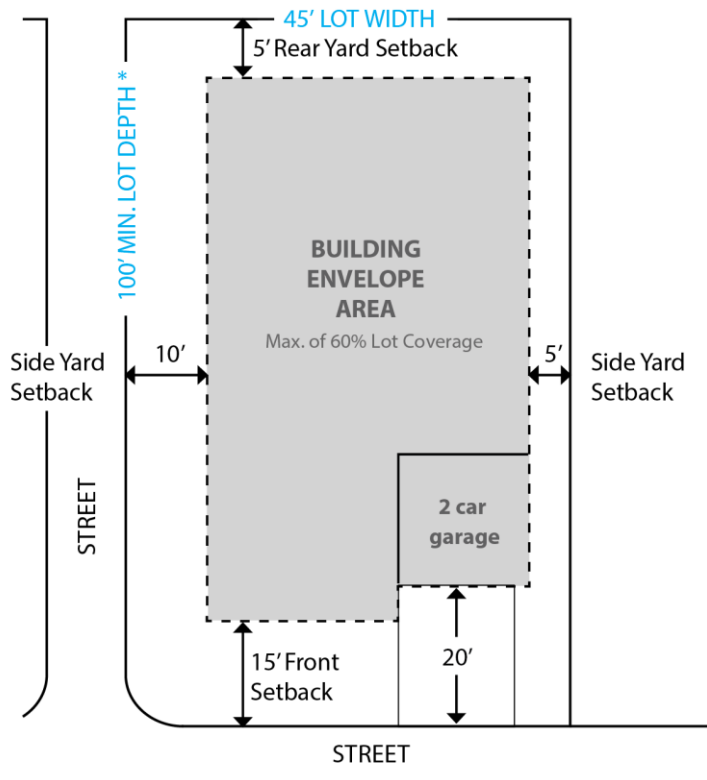 45’ LOT WIDTH
5’ Rear Yard Setback
100’ MIN. LOT DEPTH *
BUILDING
ENVELOPE
AREA
Max. of 60% Lot Coverage
Side Yard
Setback
10’
5’
Side Yard
Setback
STREET
2 car
garage
15’ Front
Setback
20’
STREET